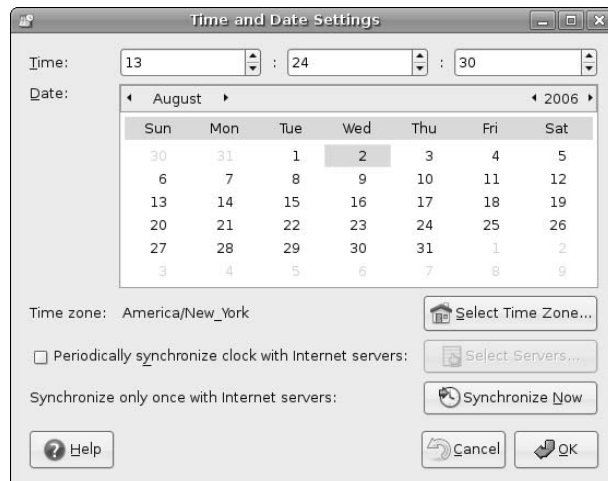 Time and Date Settings
Time: 13 : 24 : 30
Date: August 2006
Sun Mon Tue Wed Thu Fri Sat
30 31 1 2 3 4 5
6 7 8 9 10 11 12
13 14 15 16 17 18 19
20 21 22 23 24 25 26
27 28 29 30 31 1 2
3 4 5 6 7 8 9
Time zone: America/New_York Select Time Zone...
Periodically synchronize clock with Internet servers: Select Servers...
Synchronize only once with Internet servers: Synchronize Now
Help Cancel OK